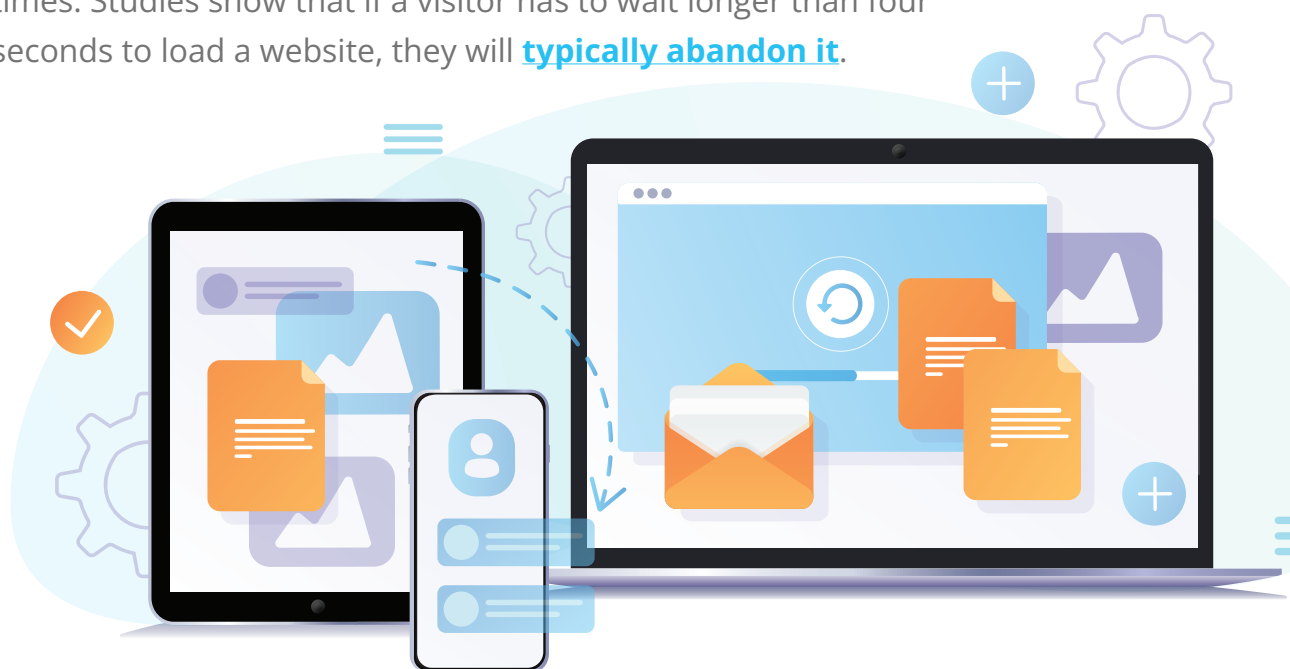 times. Studies show that if a visitor has to wait longer than four
seconds to load a website, they will typically abandon it.